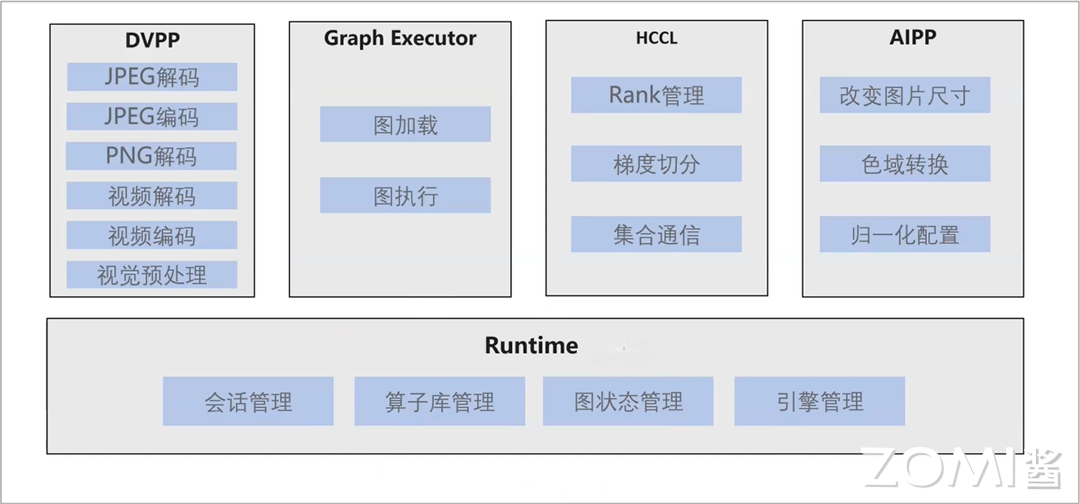 DVPP
JPEG解码
JPEG编码
PNG解码
视频解码
视频编码
视觉预处理
Graph Executor
图加载
图执行
HCCL
Rank管理
梯度切分
集合通信
AIPP
改变图片尺寸
色域转换
归一化配置
Runtime
会话管理
算子库管理
图状态管理
引擎管理
ZOMI酱